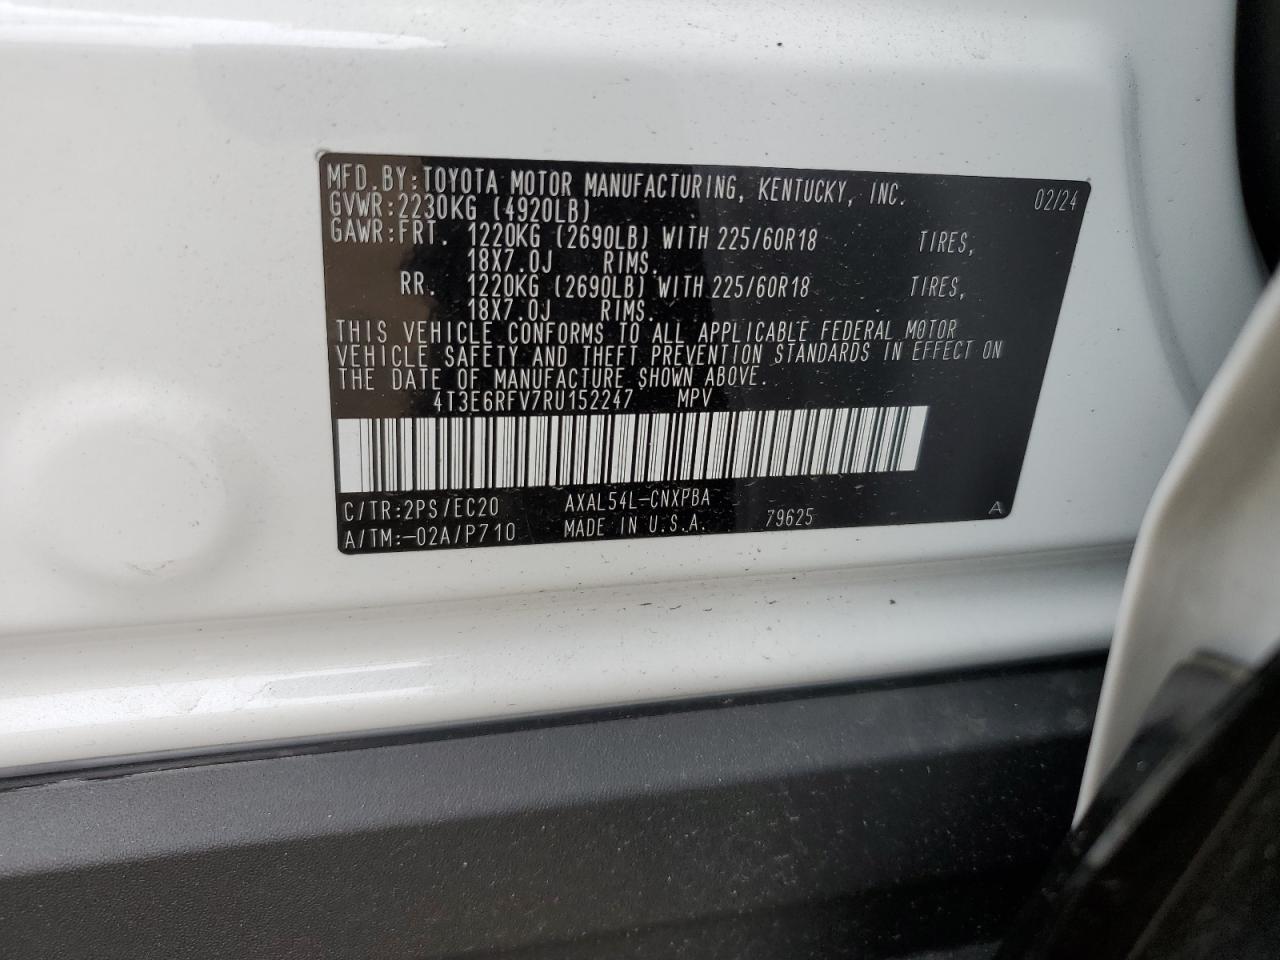 MFD.BY:TOYOTA MOTOR MANUFACTURING, KENTUCKY, INC. 02/24
GVWR:2230KG (4920LB)
GAWR:FRT. 1220KG (2690LB) WITH 225/60R18 TIRES,
18X7.0J RIMS.
RR. 1220KG (2690LB) WITH 225/60R18 TIRES,
18X7.0J RIMS.
THIS VEHICLE CONFORMS TO ALL APPLICABLE FEDERAL MOTOR
VEHICLE SAFETY AND THEFT PREVENTION STANDARDS IN EFFECT ON
THE DATE OF MANUFACTURE SHOWN ABOVE.
4T3E6RFV7RU152247 MPV
C/TR:2PS/EC20 AXAL54L-CNXPBA
A/TM:-02A/P710 MADE IN U.S.A. 79625 A